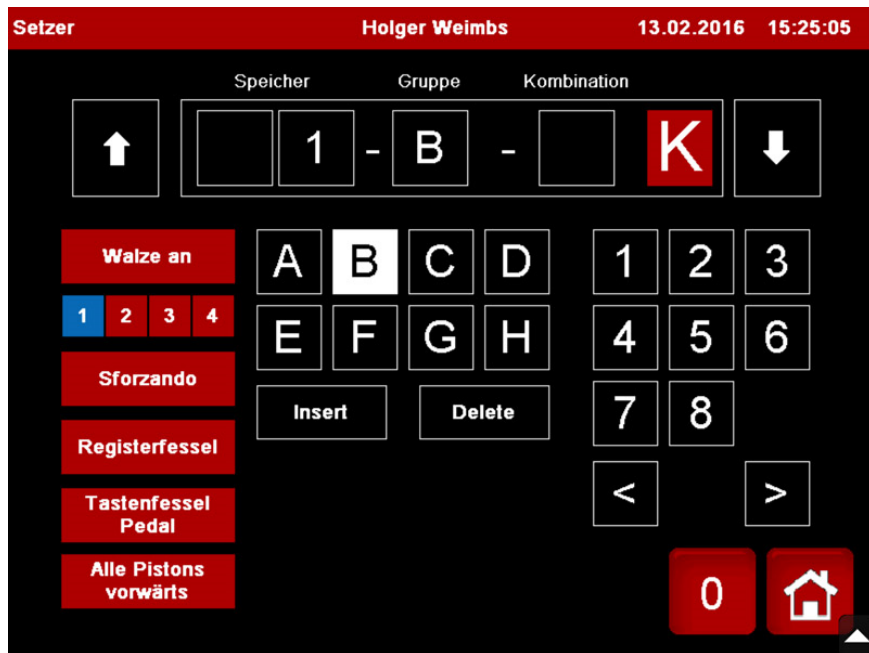 Setzer Holger Weimbs 13.02.2016 15:25:05
Speicher Gruppe Kombination
1 - B - K
Walze an
1 2 3 4
Sforzando
Registerfessel
Tastenfessel
Pedal
Alle Pistons
vorwärts
A B C D
E F G H
Insert Delete
1 2 3
4 5 6
7 8
< >
0